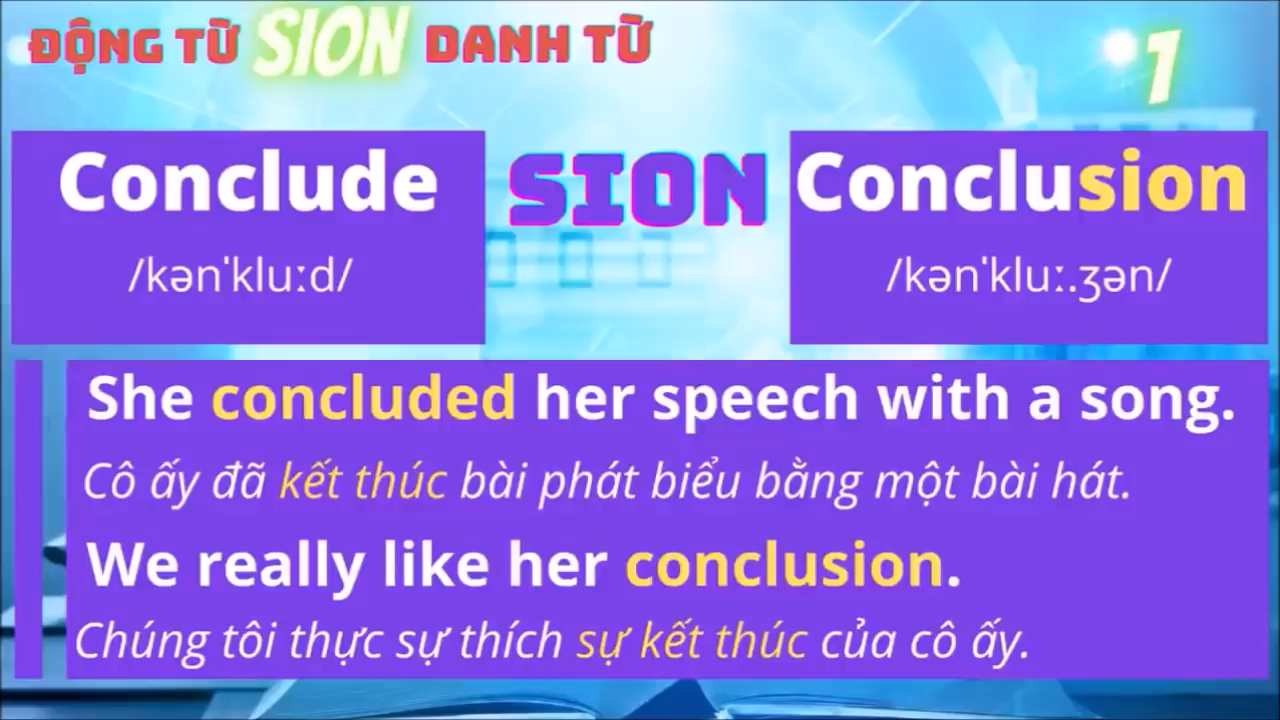 ĐỘNG TỪ SION DANH TỪ
1
Conclude
SION
Conclusion
/kənˈkluːd/
/kənˈkluː.ʒən/
She concluded her speech with a song.
Cô ấy đã kết thúc bài phát biểu bằng một bài hát.
We really like her conclusion.
Chúng tôi thực sự thích sự kết thúc của cô ấy.